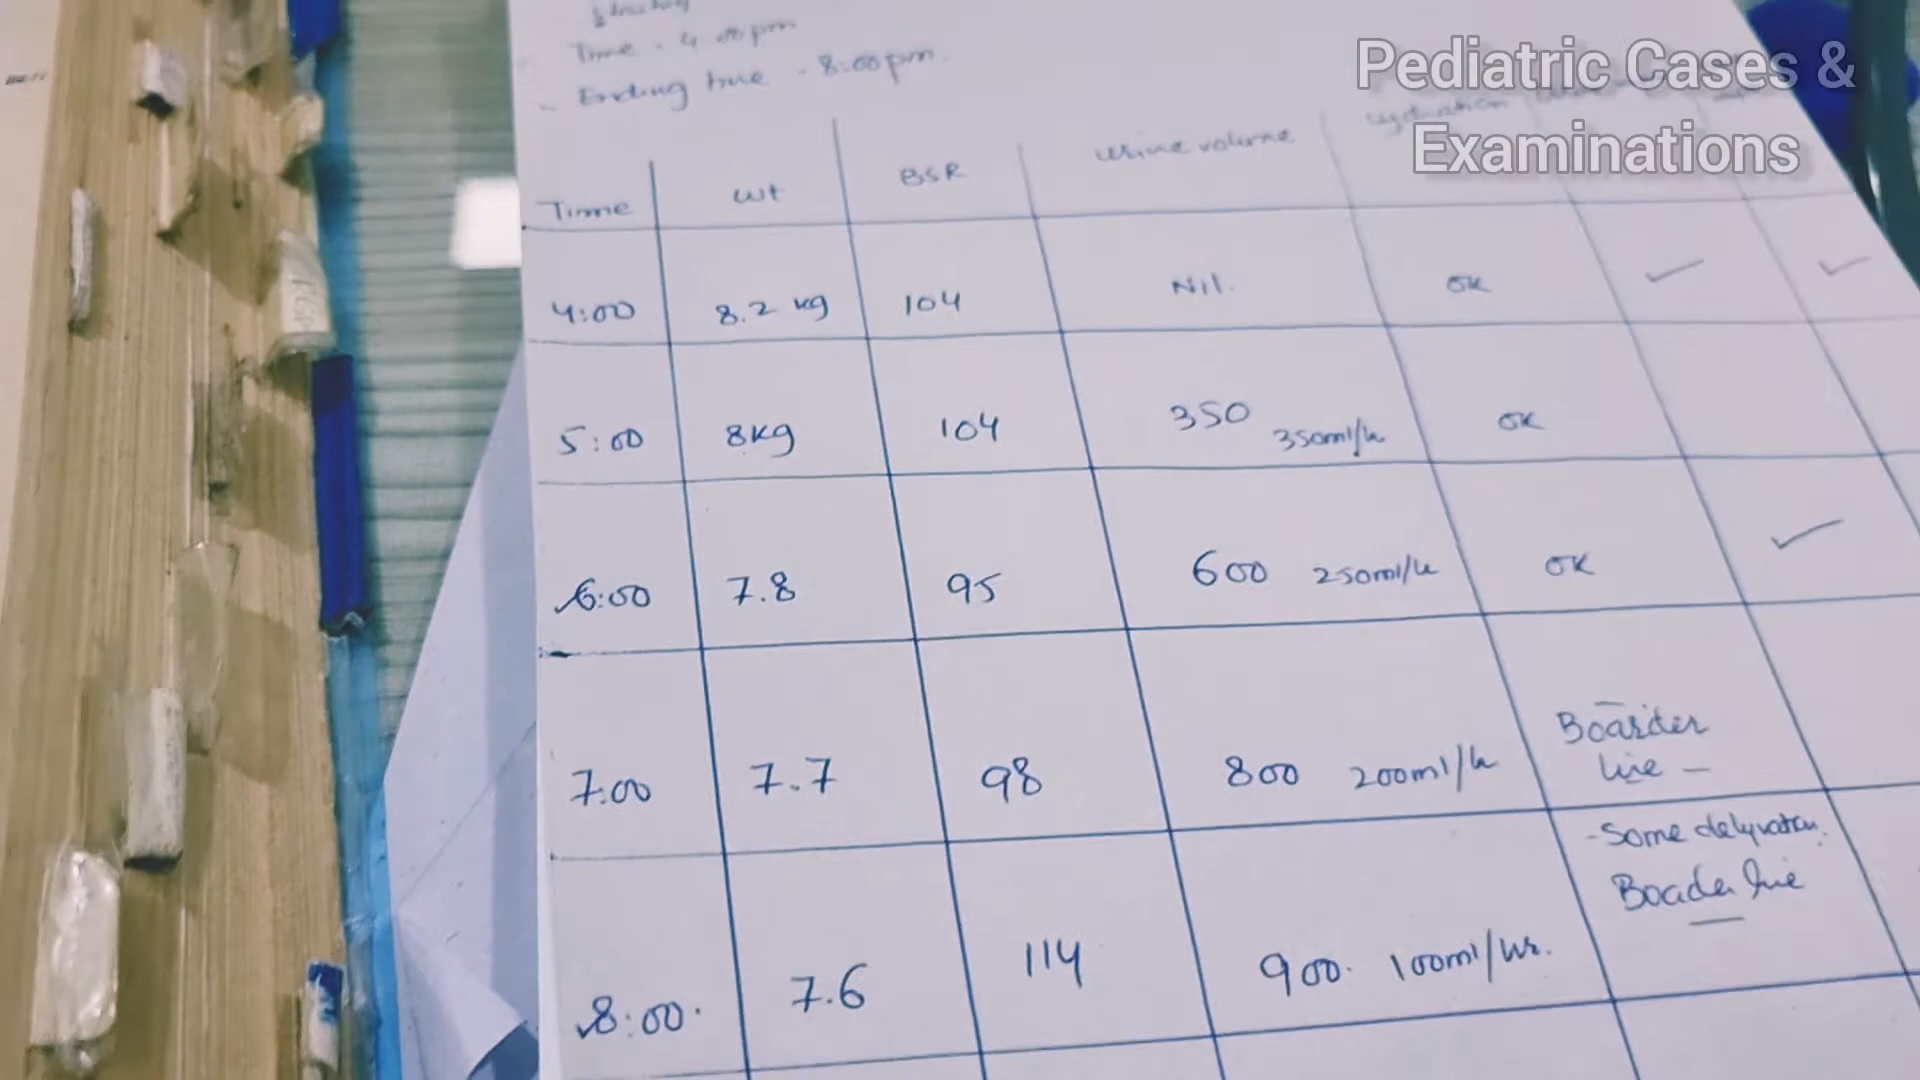 Time . 4.00pm
- Ending time - 8:00pm.
Pediatric Cases &
Examinations
Time wt BSR urine volume
4:00 8.2 kg 104 Nil. OK ✓ ✓
5:00 8kg 104 350 350ml/h OK
6:00 7.8 95 600 250ml/h OK ✓
7:00 7.7 98 800 200ml/h Boarder
line -
8:00. 7.6 114 900. 100ml/hr. -Some dehyration.
Boader line